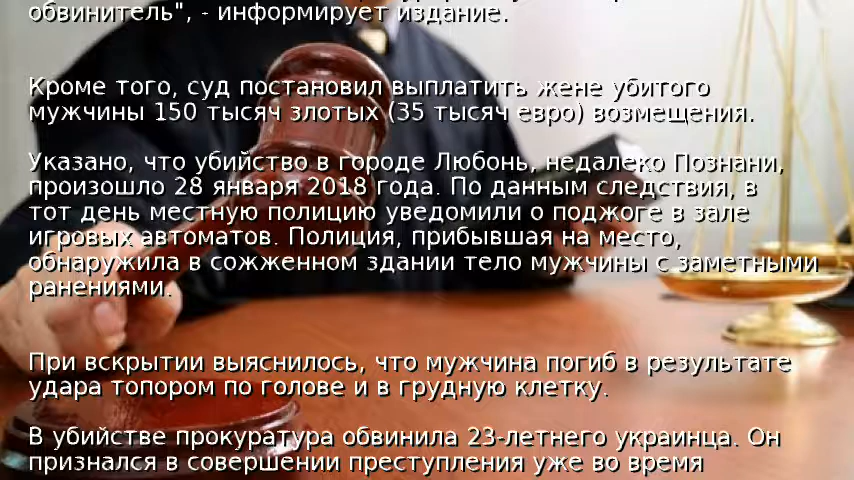 обвинитель", - информирует издание.
Кроме того, суд постановил выплатить жене убитого
мужчины 150 тысяч злотых (35 тысяч евро) возмещения.
Указано, что убийство в городе Любонь, недалеко Познани,
произошло 28 января 2018 года. По данным следствия, в
тот день местную полицию уведомили о поджоге в зале
игровых автоматов. Полиция, прибывшая на место,
обнаружила в сожженном здании тело мужчины с заметными
ранениями.
При вскрытии выяснилось, что мужчина погиб в результате
удара топором по голове и в грудную клетку.
В убийстве прокуратура обвинила 23-летнего украинца. Он
признался в совершении преступления уже во время